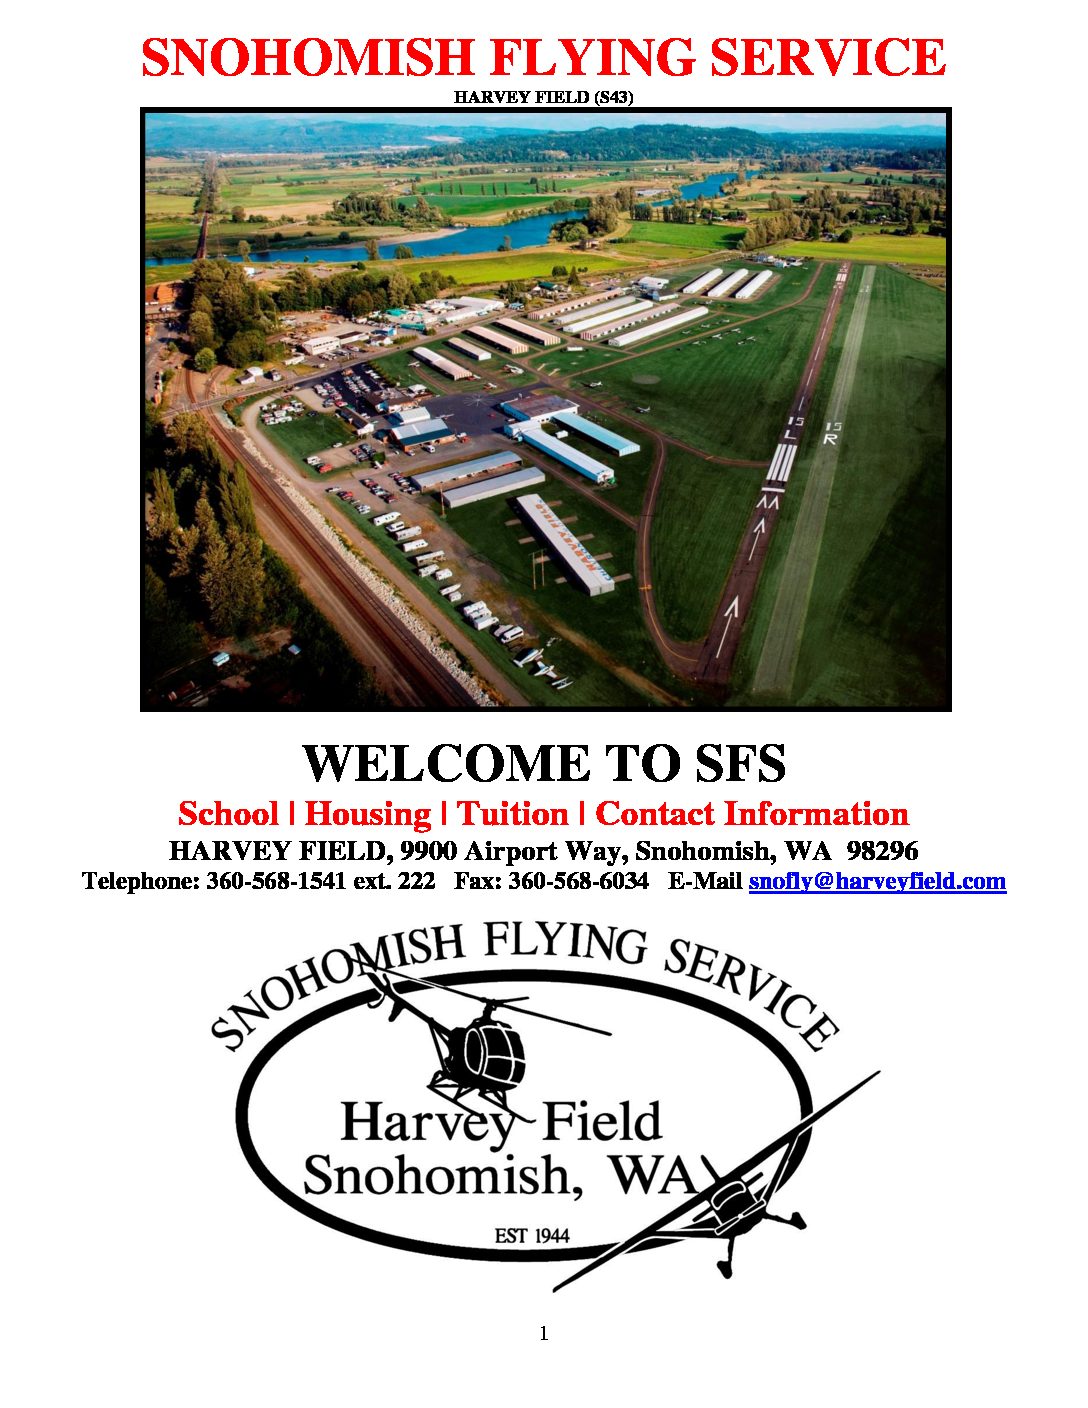 SNOHOMISH FLYING SERVICE
HARVEY FIELD (S43)
15
L
15
R
HARVEY FIELD
WELCOME TO SFS
School | Housing | Tuition | Contact Information
HARVEY FIELD, 9900 Airport Way, Snohomish, WA  98296
Telephone: 360-568-1541 ext. 222   Fax: 360-568-6034   E-Mail snofly@harveyfield.com
SNOHOMISH FLYING SERVICE
Harvey Field
Snohomish, WA
EST 1944
1